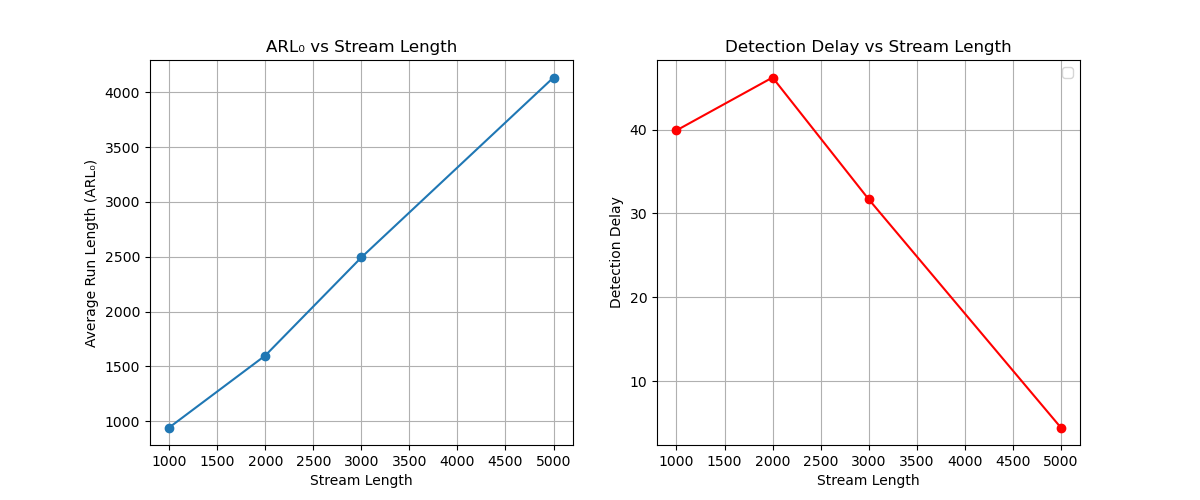 ARL₀ vs Stream Length
Average Run Length (ARL₀)
4000
3500
3000
2500
2000
1500
1000
1000 1500 2000 2500 3000 3500 4000 4500 5000
Stream Length
Detection Delay vs Stream Length
Detection Delay
40
30
20
10
1000 1500 2000 2500 3000 3500 4000 4500 5000
Stream Length